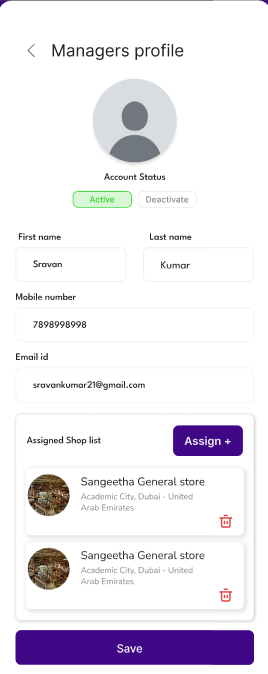 Managers profile
Account Status
Active
Deactivate
First name
Last name
Sravan
Kumar
Mobile number
7898998998
Email id
sravankumar21@gmail.com
Assigned Shop list
Assign +
Sangeetha General store
Academic City, Dubai - United
Arab Emirates
Sangeetha General store
Academic City, Dubai - United
Arab Emirates
Save